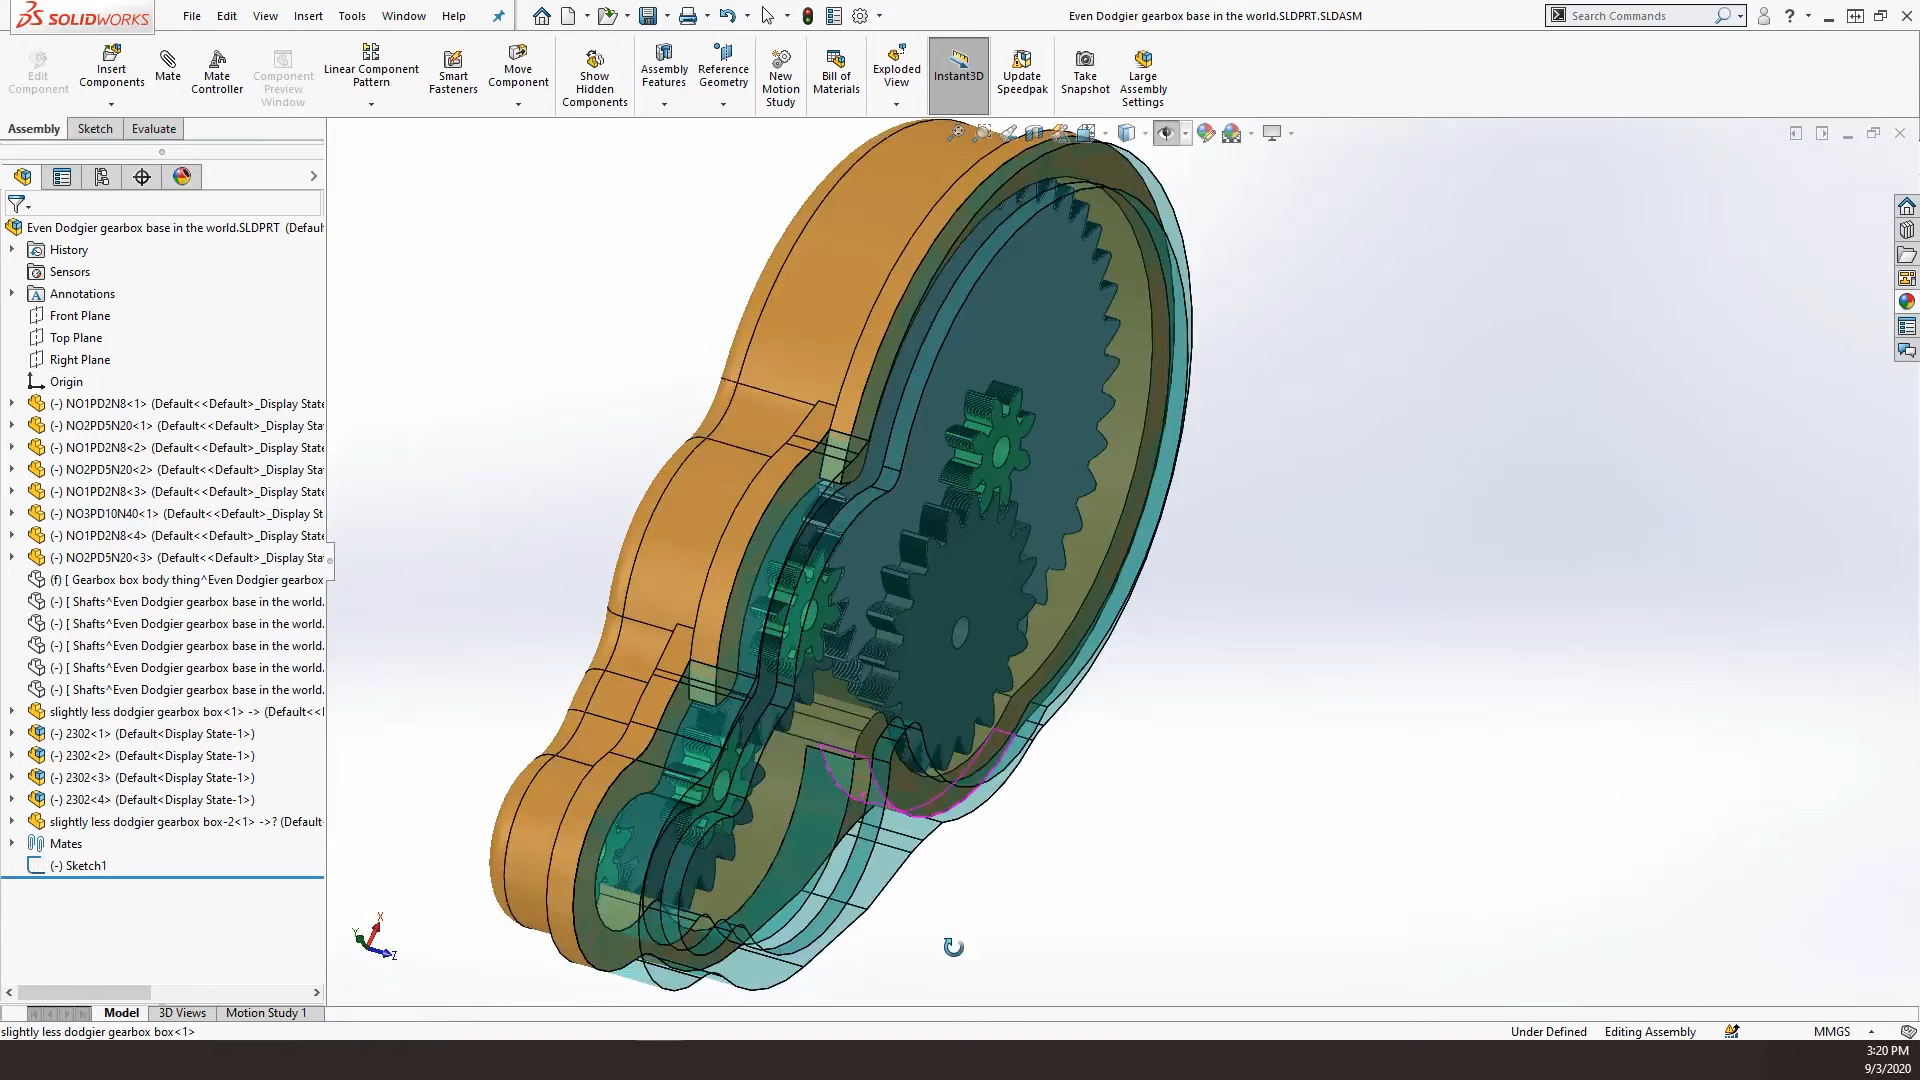 SOLIDWORKS File Edit View Insert Tools Window Help Even Dodgier gearbox base in the world.SLDPRT.SLDASM Search Commands
Edit Component
Insert Components
Mate
Mate Controller
Component Preview Window
Linear Component Pattern
Smart Fasteners
Move Component
Show Hidden Components
Assembly Features
Reference Geometry
New Motion Study
Bill of Materials
Exploded View
Instant3D
Update Speedpak
Take Snapshot
Large Assembly Settings
Assembly Sketch Evaluate
Even Dodgier gearbox base in the world.SLDPRT (Defaul
History
Sensors
Annotations
Front Plane
Top Plane
Right Plane
Origin
(-) NO1PD2N8<1> (Default<<Default>_Display State
(-) NO2PD5N20<1> (Default<<Default>_Display Sta
(-) NO1PD2N8<2> (Default<<Default>_Display State
(-) NO2PD5N20<2> (Default<<Default>_Display Sta
(-) NO1PD2N8<3> (Default<<Default>_Display State
(-) NO3PD10N40<1> (Default<<Default>_Display St
(-) NO1PD2N8<4> (Default<<Default>_Display State
(-) NO2PD5N20<3> (Default<<Default>_Display Sta
(f) [ Gearbox box body thing^Even Dodgier gearbox
(-) [ Shafts^Even Dodgier gearbox base in the world.
(-) [ Shafts^Even Dodgier gearbox base in the world.
(-) [ Shafts^Even Dodgier gearbox base in the world.
(-) [ Shafts^Even Dodgier gearbox base in the world.
(-) [ Shafts^Even Dodgier gearbox base in the world.
slightly less dodgier gearbox box<1> -> (Default<<I
(-) 2302<1> (Default<Display State-1>)
(-) 2302<2> (Default<Display State-1>)
(-) 2302<3> (Default<Display State-1>)
(-) 2302<4> (Default<Display State-1>)
slightly less dodgier gearbox box-2<1> ->? (Default
Mates
(-) Sketch1
X
Y
Z
Model 3D Views Motion Study 1
slightly less dodgier gearbox box<1> Under Defined Editing Assembly MMGS
3:20 PM
9/3/2020